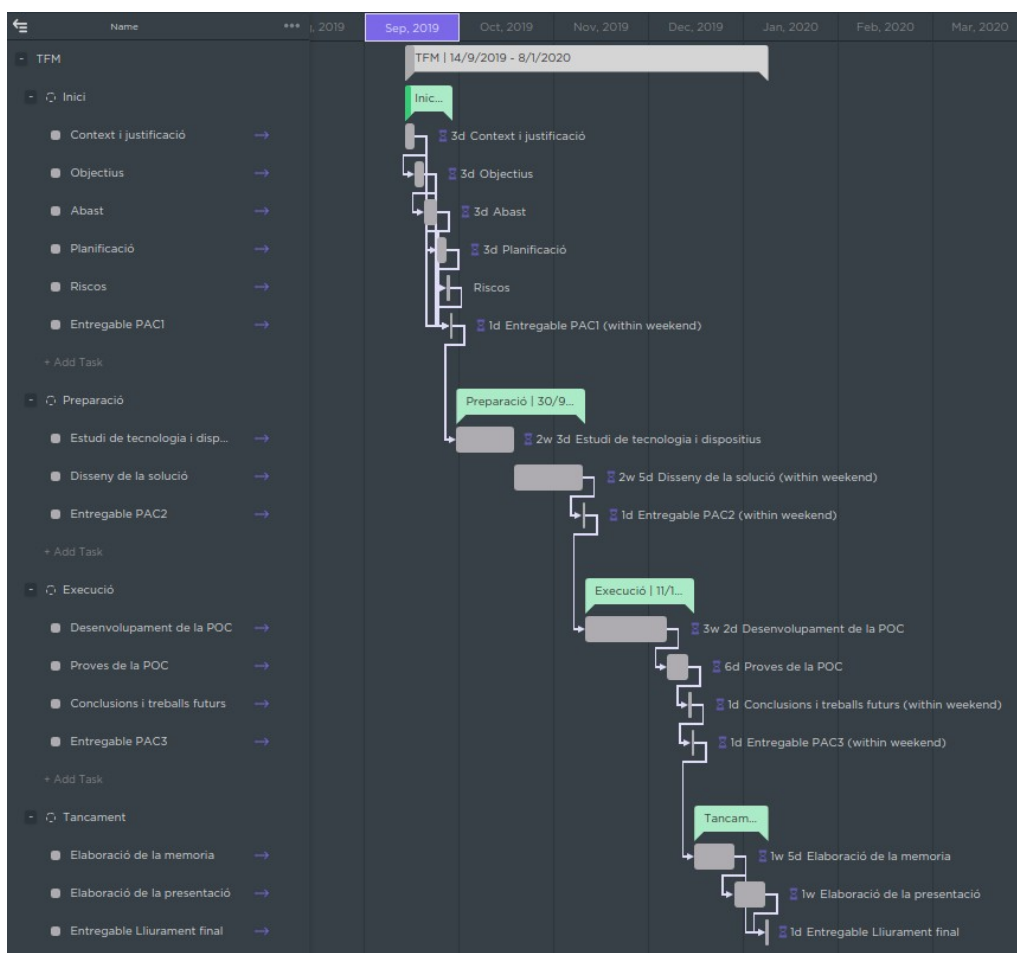 Name ••• , 2019 Sep, 2019 Oct, 2019 Nov, 2019 Dec, 2019 Jan, 2020 Feb, 2020 Mar, 2020
- TFM TFM | 14/9/2019 - 8/1/2020
- Inici Inic...
Context i justificació → 3d Context i justificació
Objectius → 3d Objectius
Abast → 3d Abast
Planificació → 3d Planificació
Riscos → Riscos
Entregable PAC1 → 1d Entregable PAC1 (within weekend)
+ Add Task
- Preparació Preparació | 30/9...
Estudi de tecnologia i disp... → 2w 3d Estudi de tecnologia i dispositius
Disseny de la solució → 2w 5d Disseny de la solució (within weekend)
Entregable PAC2 → 1d Entregable PAC2 (within weekend)
+ Add Task
- Execució Execució | 11/1...
Desenvolupament de la POC → 3w 2d Desenvolupament de la POC
Proves de la POC → 6d Proves de la POC
Conclusions i treballs futurs → 1d Conclusions i treballs futurs (within weekend)
Entregable PAC3 → 1d Entregable PAC3 (within weekend)
+ Add Task
- Tancament Tancam...
Elaboració de la memoria → 1w 5d Elaboració de la memoria
Elaboració de la presentació → 1w Elaboració de la presentació
Entregable Lliurament final → 1d Entregable Lliurament final